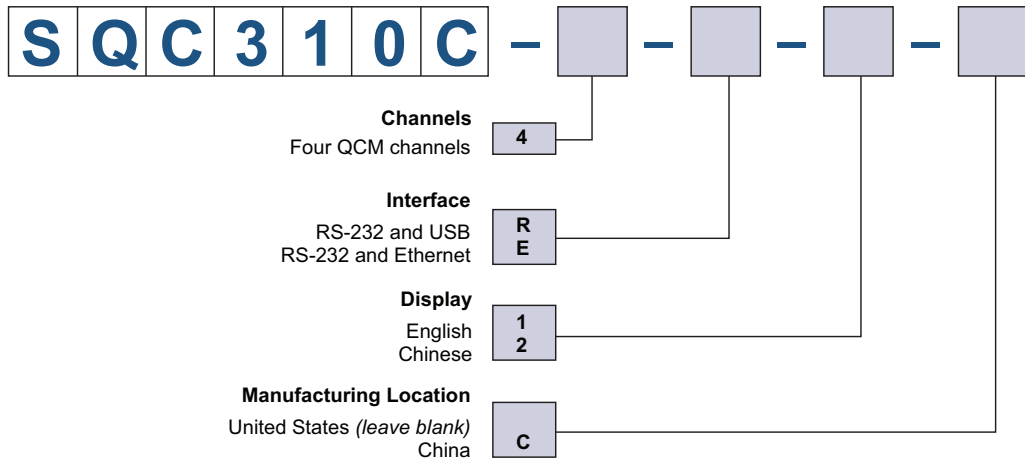 SQC310C – – – –
Channels
Four QCM channels
4
Interface
RS-232 and USB
R
RS-232 and Ethernet
E
Display
English
1
Chinese
2
Manufacturing Location
United States (leave blank)
China
C